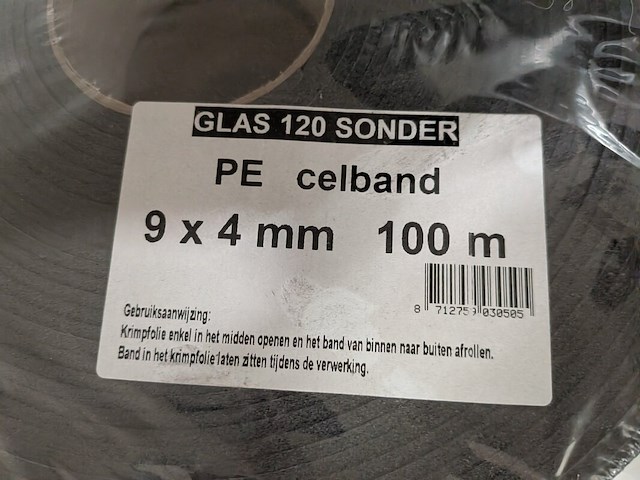 GLAS 120 SONDER
PE celband
9 x 4 mm 100 m
8 712759 030505
Gebruiksaanwijzing:
Krimpfolie enkel in het midden openen en het band van binnen naar buiten afrollen.
Band in het krimpfolie laten zitten tijdens de verwerking.